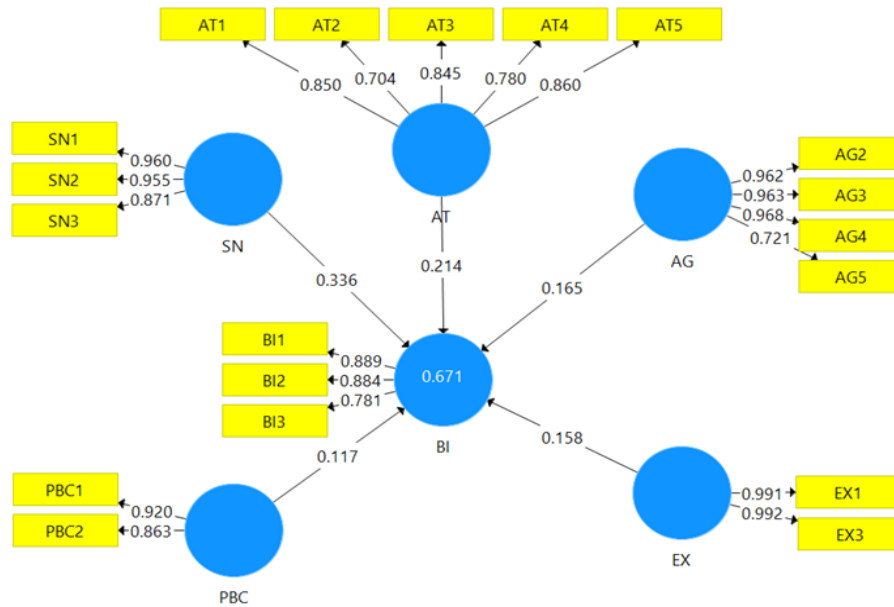 AT1
AT2
AT3
AT4
AT5
0.850
0.704
0.845
0.780
0.860
AT
SN1
SN2
SN3
0.960
0.955
0.871
SN
AG2
AG3
AG4
AG5
0.962
0.963
0.968
0.721
AG
0.336
0.214
0.165
BI1
BI2
BI3
0.889
0.884
0.781
0.671
BI
0.117
0.158
PBC1
PBC2
0.920
0.863
PBC
EX1
EX3
0.991
0.992
EX